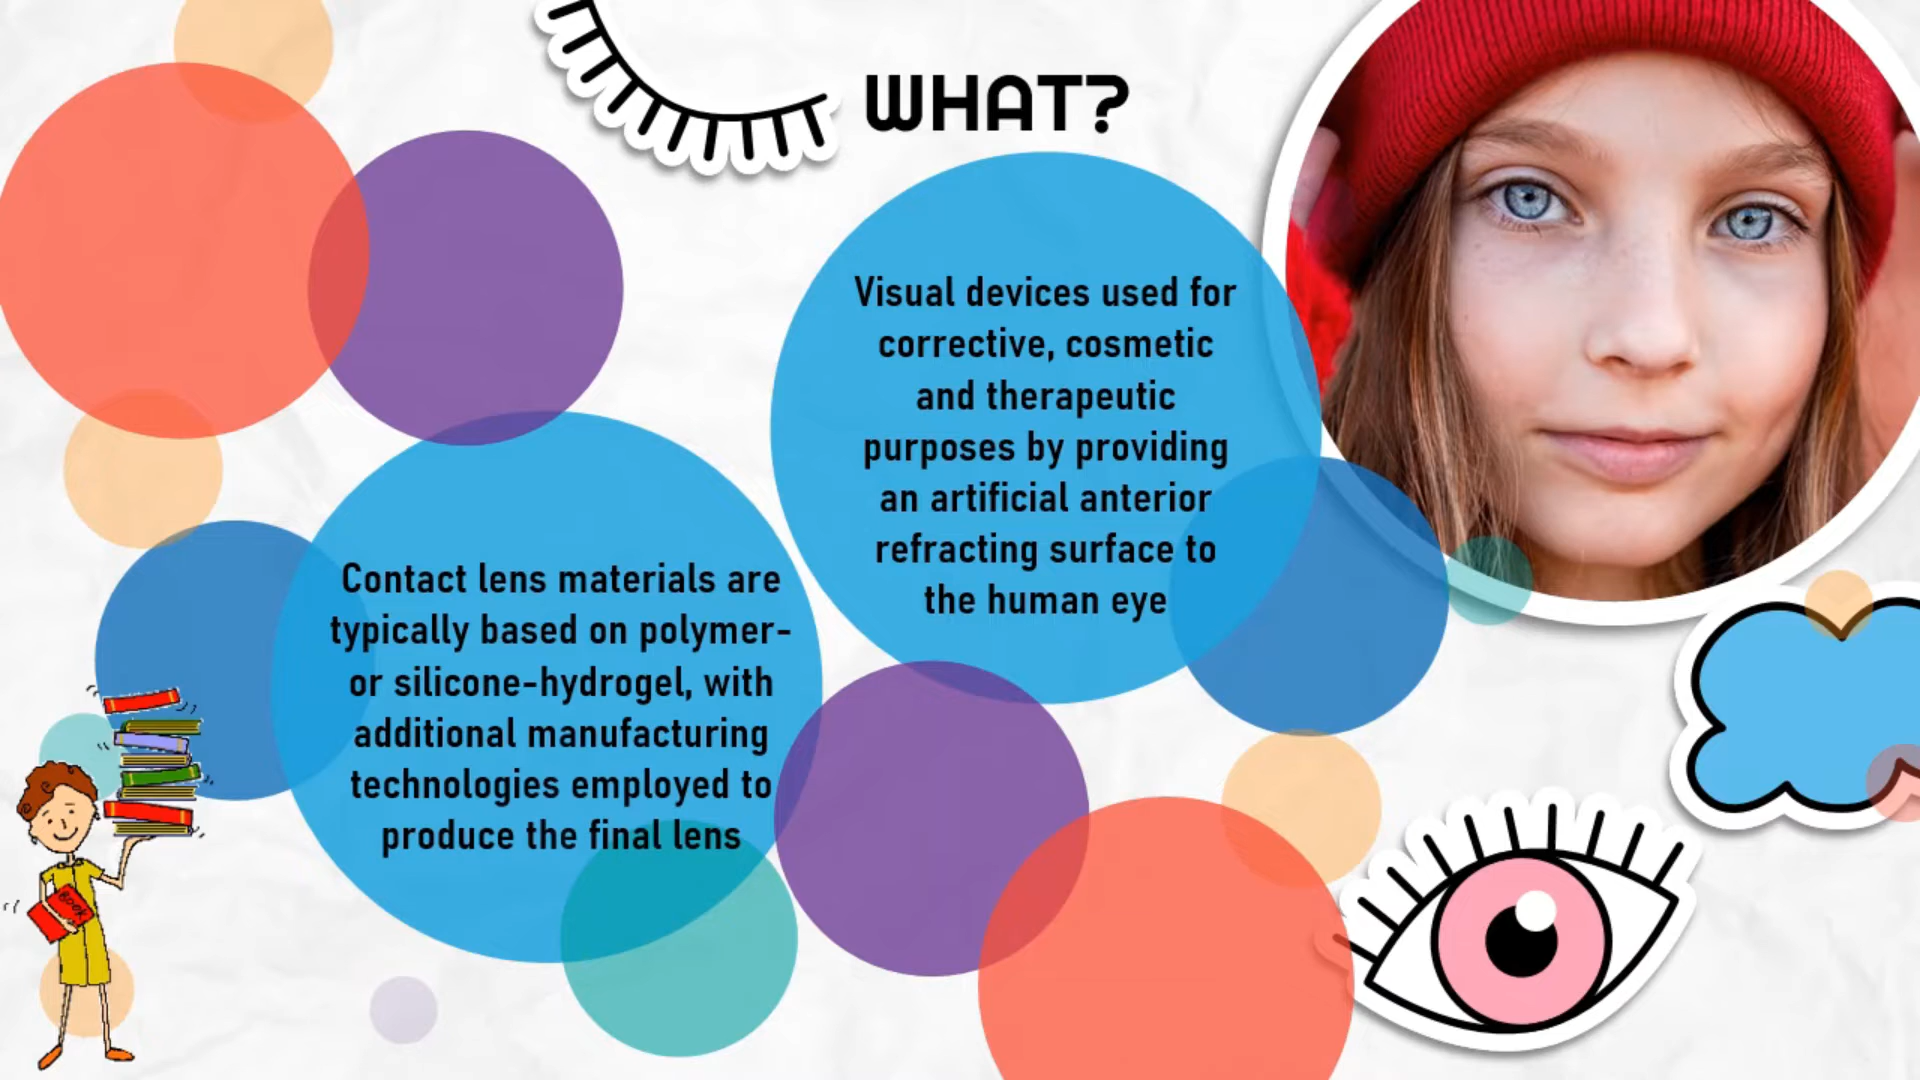 WHAT?
Visual devices used for
corrective, cosmetic
and therapeutic
purposes by providing
an artificial anterior
refracting surface to
the human eye
Contact lens materials are
typically based on polymer-
or silicone-hydrogel, with
additional manufacturing
technologies employed to
produce the final lens
BOOK